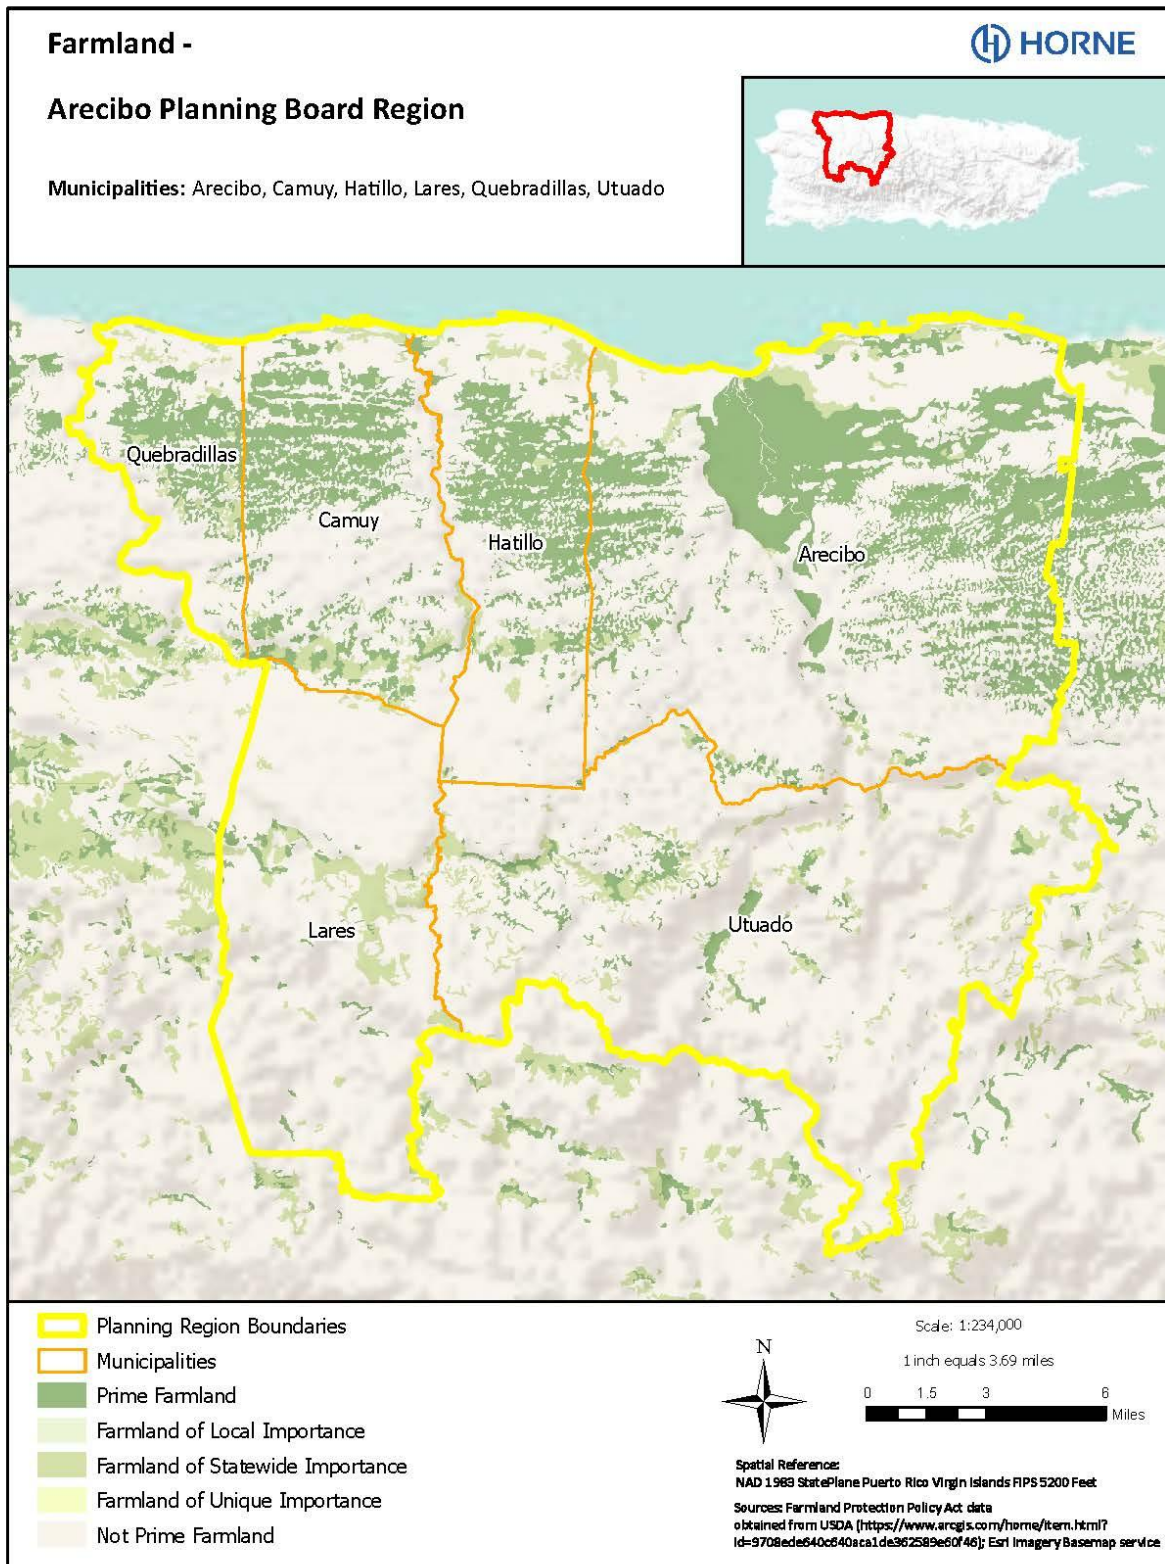 Farmland -
HORNE
Arecibo Planning Board Region
Municipalities: Arecibo, Camuy, Hatillo, Lares, Quebradillas, Utuado
Quebradillas
Camuy
Hatillo
Arecibo
Lares
Utuado
Planning Region Boundaries
Municipalities
Prime Farmland
Farmland of Local Importance
Farmland of Statewide Importance
Farmland of Unique Importance
Not Prime Farmland
N
Scale: 1:234,000
1 inch equals 3.69 miles
0 1.5 3 6
Miles
Spatial Reference:
NAD 1983 StatePlane Puerto Rico Virgin Islands FIPS 5200 Feet
Sources: Farmland Protection Policy Act data
obtained from USDA (https://www.arcgis.com/home/item.html?
id=9708ede640c640aca1de362589e60f46); Esri Imagery Basemap service